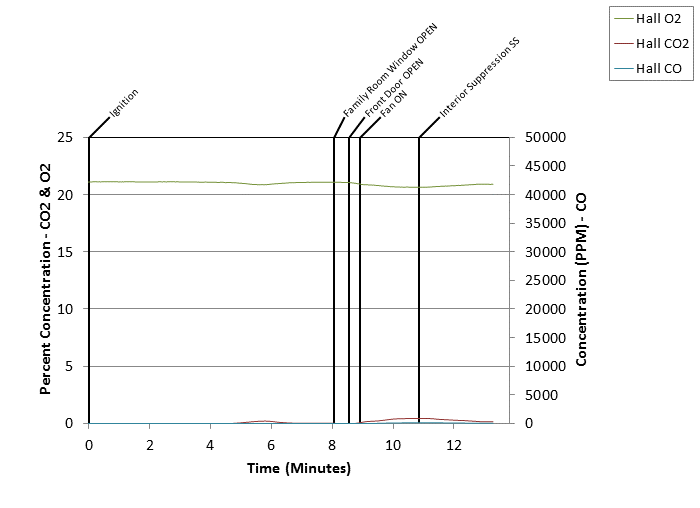 Hall O2
Hall CO2
Hall CO
Ignition
Family Room Window OPEN
Front Door OPEN
Fan ON
Interior Suppression SS
25
20
15
10
5
0
Percent Concentration - CO2 & O2
50000
45000
40000
35000
30000
25000
20000
15000
10000
5000
0
Concentration (PPM) - CO
0 2 4 6 8 10 12
Time (Minutes)